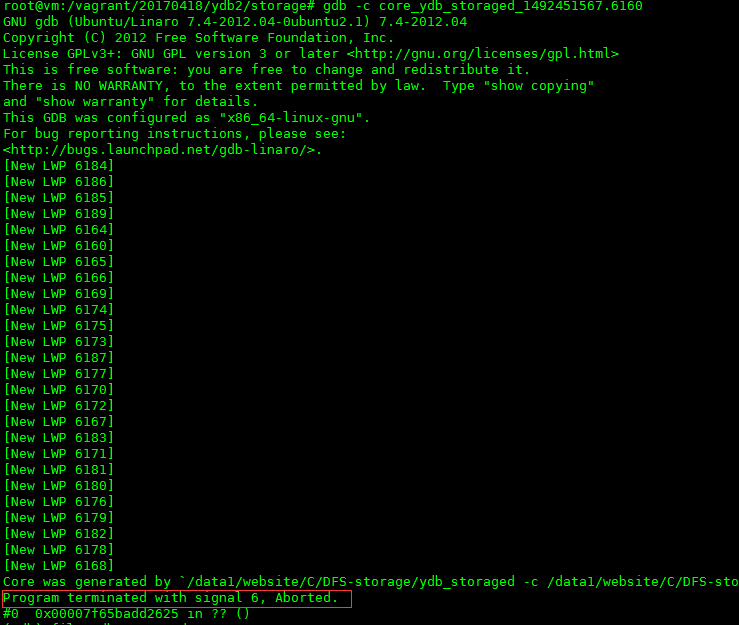 root@vm:/vagrant/20170418/ydb2/storage# gdb -c core_ydb_storaged_1492451567.6160
GNU gdb (Ubuntu/Linaro 7.4-2012.04-0ubuntu2.1) 7.4-2012.04
Copyright (C) 2012 Free Software Foundation, Inc.
License GPLv3+: GNU GPL version 3 or later <http://gnu.org/licenses/gpl.html>
This is free software: you are free to change and redistribute it.
There is NO WARRANTY, to the extent permitted by law.  Type "show copying"
and "show warranty" for details.
This GDB was configured as "x86_64-linux-gnu".
For bug reporting instructions, please see:
<http://bugs.launchpad.net/gdb-linaro/>.
[New LWP 6184]
[New LWP 6186]
[New LWP 6185]
[New LWP 6189]
[New LWP 6164]
[New LWP 6160]
[New LWP 6165]
[New LWP 6166]
[New LWP 6169]
[New LWP 6174]
[New LWP 6175]
[New LWP 6173]
[New LWP 6187]
[New LWP 6177]
[New LWP 6170]
[New LWP 6172]
[New LWP 6167]
[New LWP 6183]
[New LWP 6171]
[New LWP 6181]
[New LWP 6180]
[New LWP 6176]
[New LWP 6179]
[New LWP 6182]
[New LWP 6178]
[New LWP 6168]
Core was generated by `/data1/website/C/DFS-storage/ydb_storaged -c /data1/website/C/DFS-sto
Program terminated with signal 6, Aborted.
#0  0x00007f65badd2625 in ?? ()